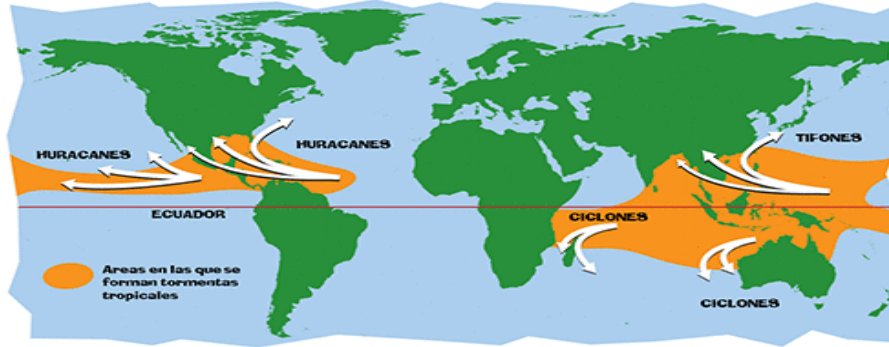 TIFONES
HURACANES
HURACANES
ECUADOR
CICLONES
Areas en las que se
forman tormentas
tropicales
CICLONES